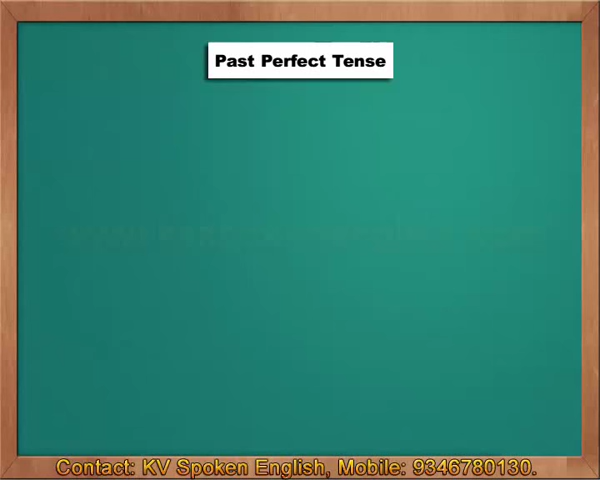 Past Perfect Tense
Contact: KV Spoken English, Mobile: 9346780130.